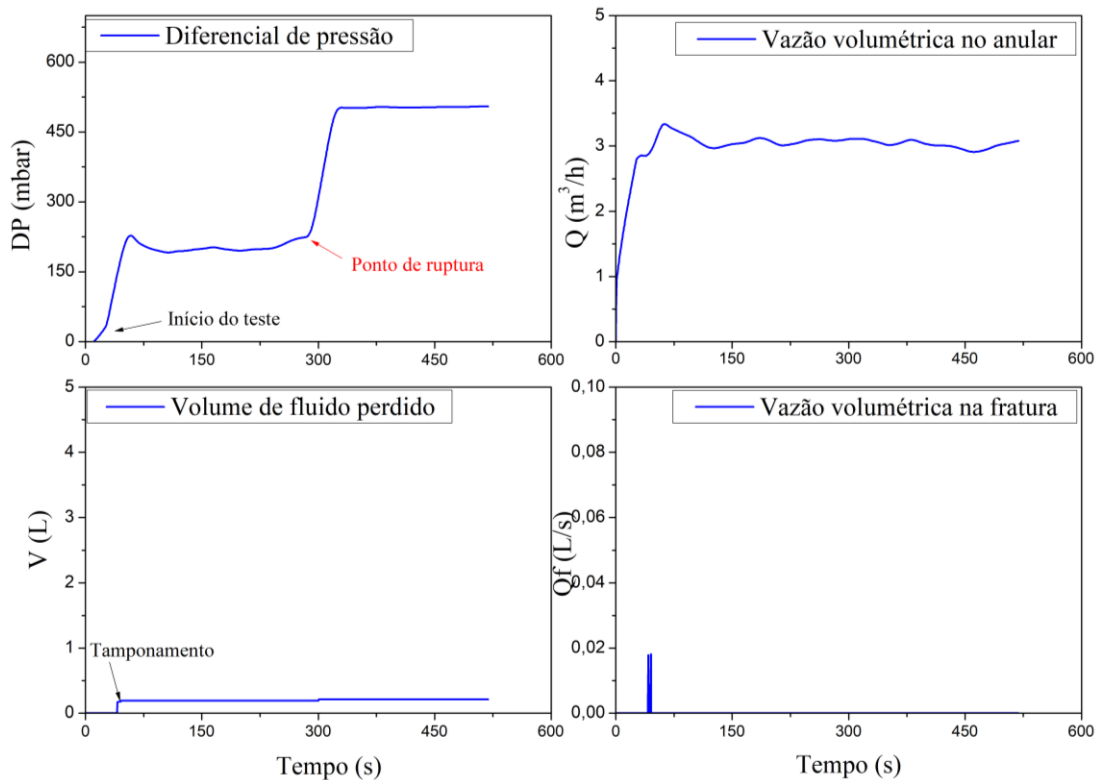 Diferencial de pressão
DP (mbar)
600
450
300
150
0
Ponto de ruptura
Início do teste
0 150 300 450 600
Vazão volumétrica no anular
Q (m³/h)
5
4
3
2
1
0
0 150 300 450 600
Volume de fluido perdido
V (L)
5
4
3
2
1
0
Tamponamento
0 150 300 450 600
Tempo (s)
Vazão volumétrica na fratura
Qf (L/s)
0,10
0,08
0,06
0,04
0,02
0,00
0 150 300 450 600
Tempo (s)